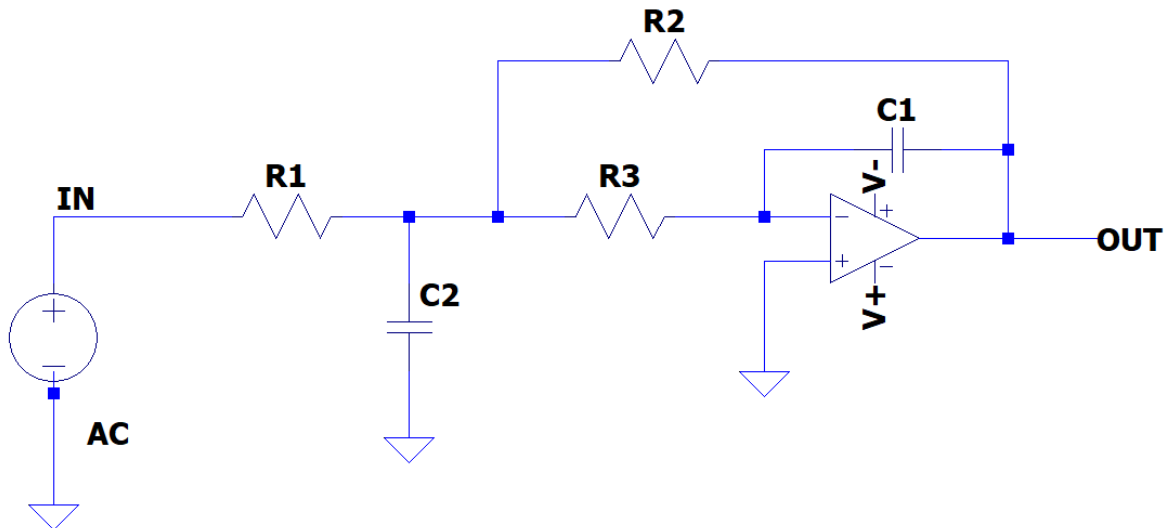 R2
C1
R1
R3
V-
IN
+
−
+
OUT
+
−
C2
V+
+
−
AC